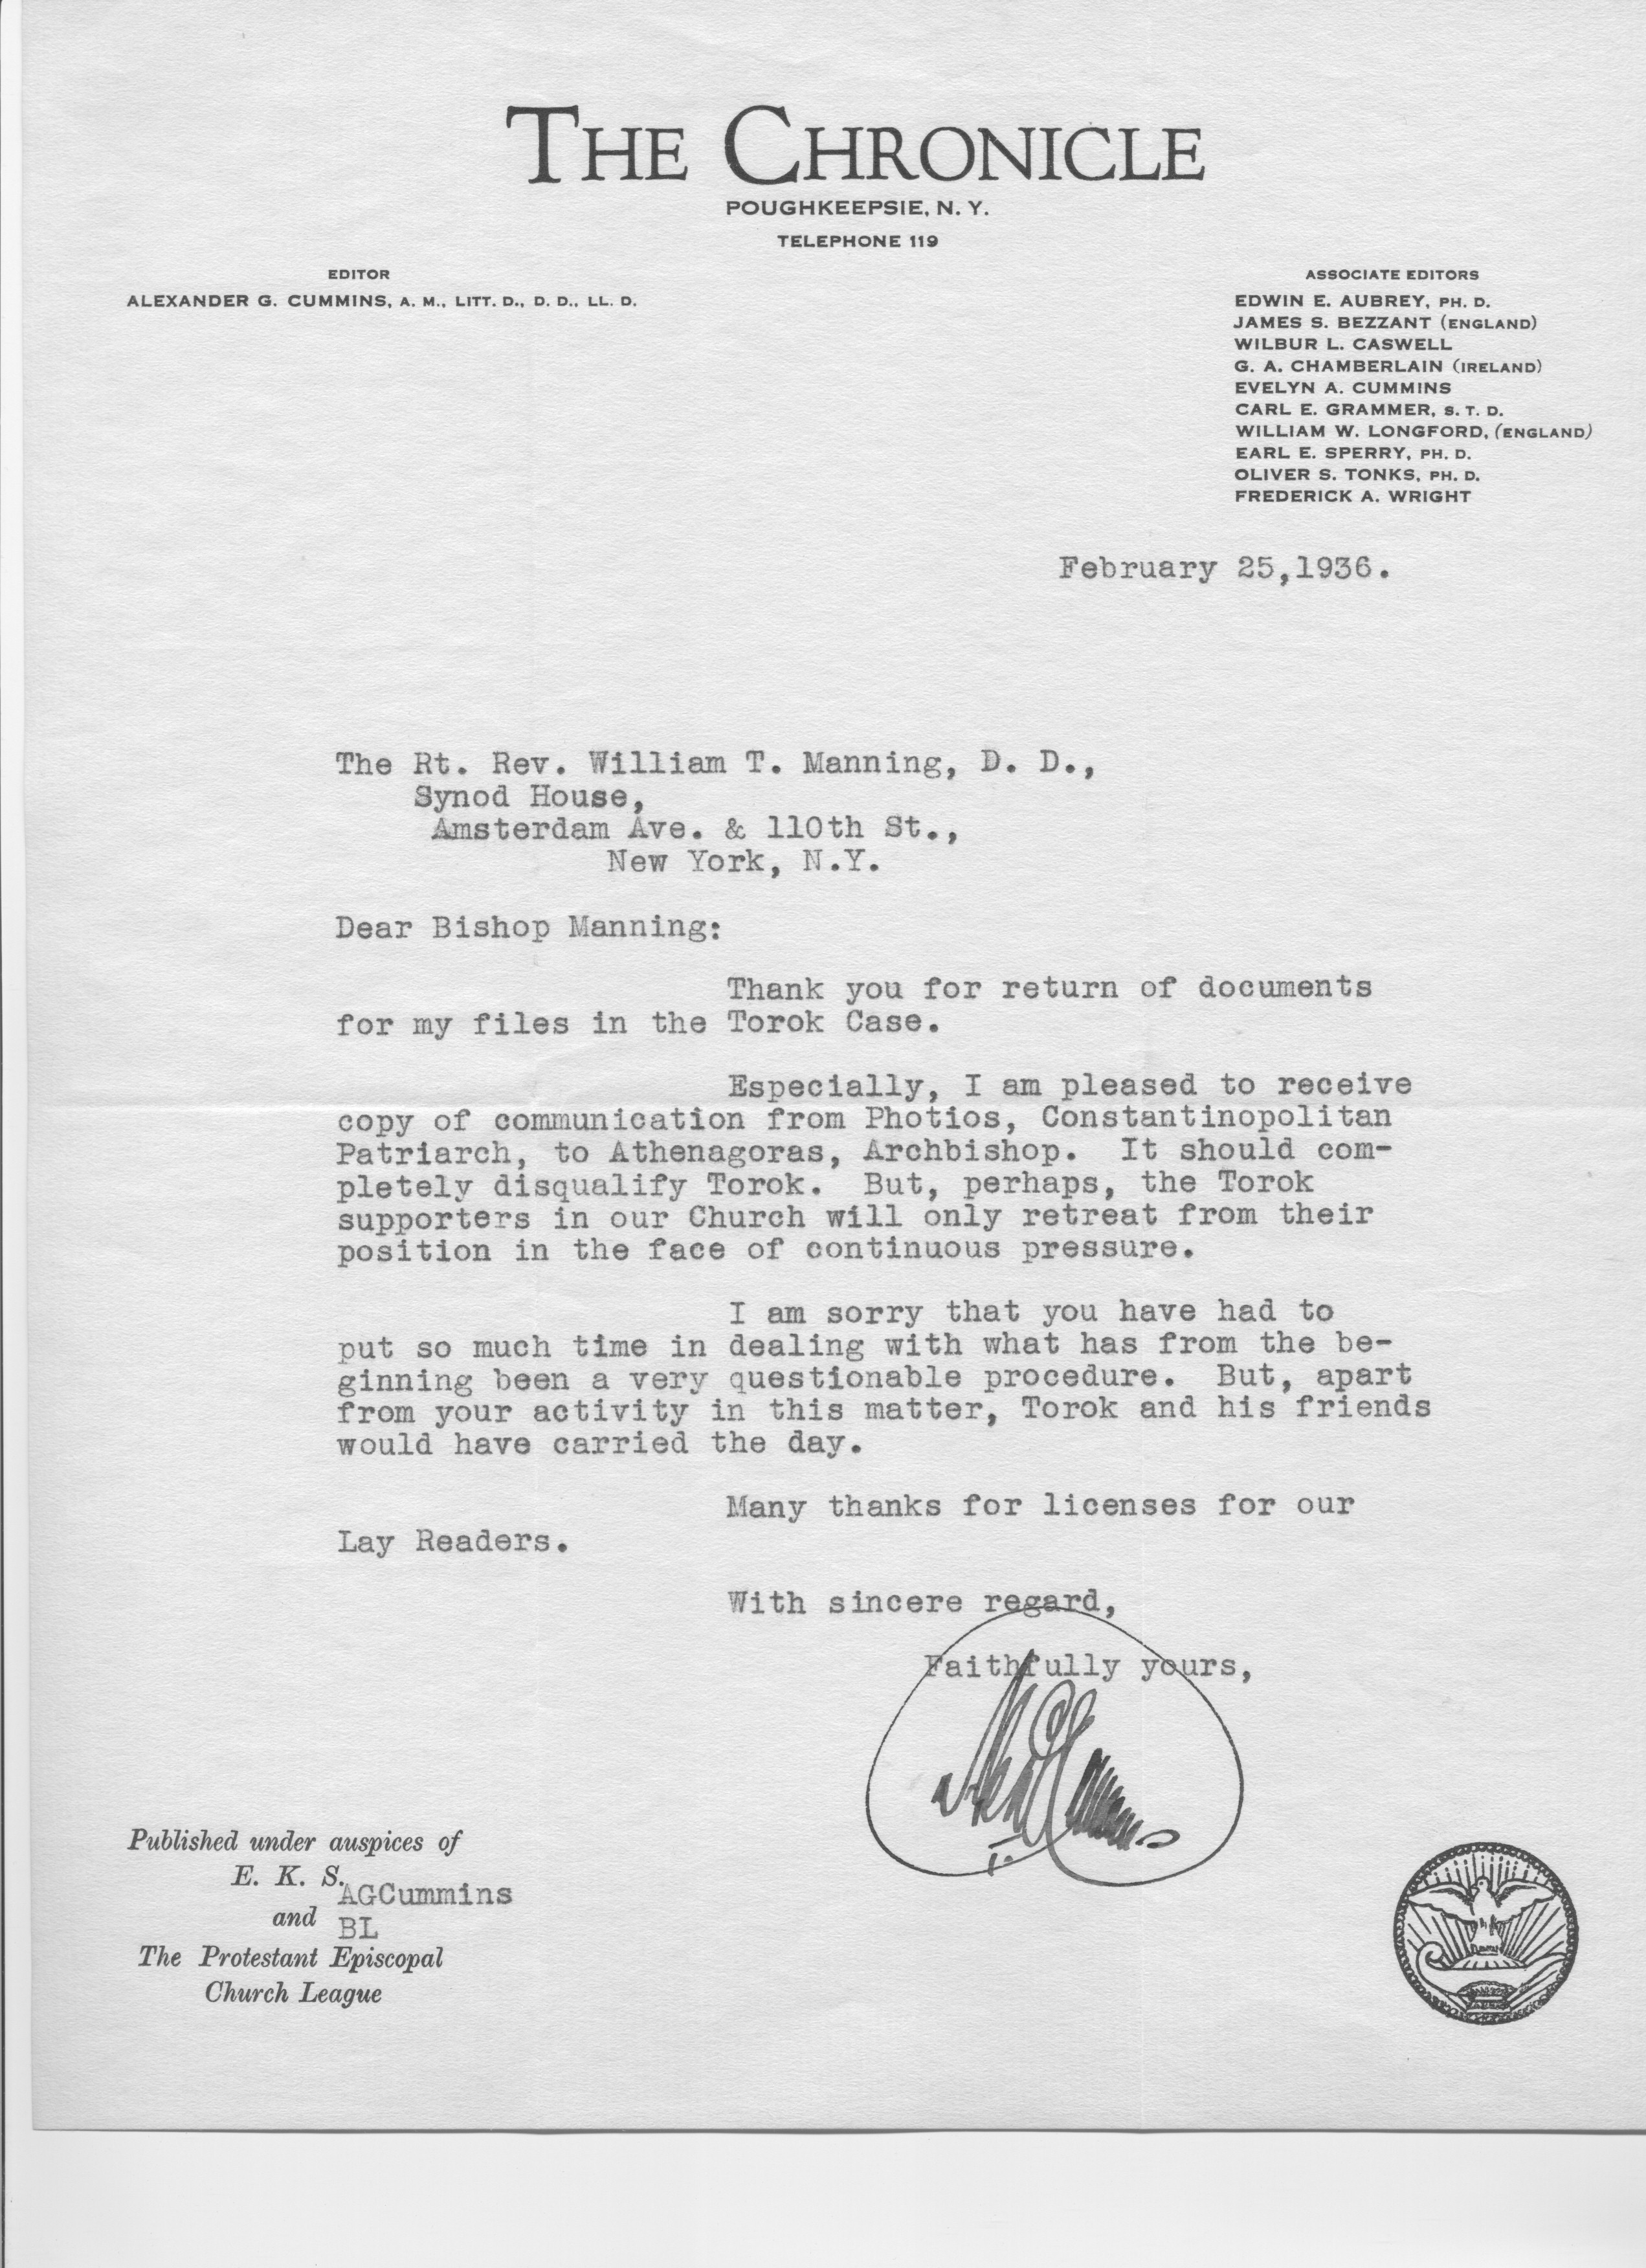 THE CHRONICLE
POUGHKEEPSIE, N. Y.
TELEPHONE 119
EDITOR
ALEXANDER G. CUMMINS, A. M., LITT. D., D. D., LL. D.
ASSOCIATE EDITORS
EDWIN E. AUBREY, PH. D.
JAMES S. BEZZANT (ENGLAND)
WILBUR L. CASWELL
G. A. CHAMBERLAIN (IRELAND)
EVELYN A. CUMMINS
CARL E. GRAMMER, S. T. D.
WILLIAM W. LONGFORD, (ENGLAND)
EARL E. SPERRY, PH. D.
OLIVER S. TONKS, PH. D.
FREDERICK A. WRIGHT
February 25,1936.
The Rt. Rev. William T. Manning, D. D.,
Synod House,
Amsterdam Ave. & 110th St.,
New York, N.Y.
Dear Bishop Manning:
Thank you for return of documents
for my files in the Torok Case.
Especially, I am pleased to receive
copy of communication from Photios, Constantinopolitan
Patriarch, to Athenagoras, Archbishop. It should com-
pletely disqualify Torok. But, perhaps, the Torok
supporters in our Church will only retreat from their
position in the face of continuous pressure.
I am sorry that you have had to
put so much time in dealing with what has from the be-
ginning been a very questionable procedure. But, apart
from your activity in this matter, Torok and his friends
would have carried the day.
Many thanks for licenses for our
Lay Readers.
With sincere regard,
Faithfully yours,
Published under auspices of
E. K. S.
AGCummins
and
BL
The Protestant Episcopal
Church League